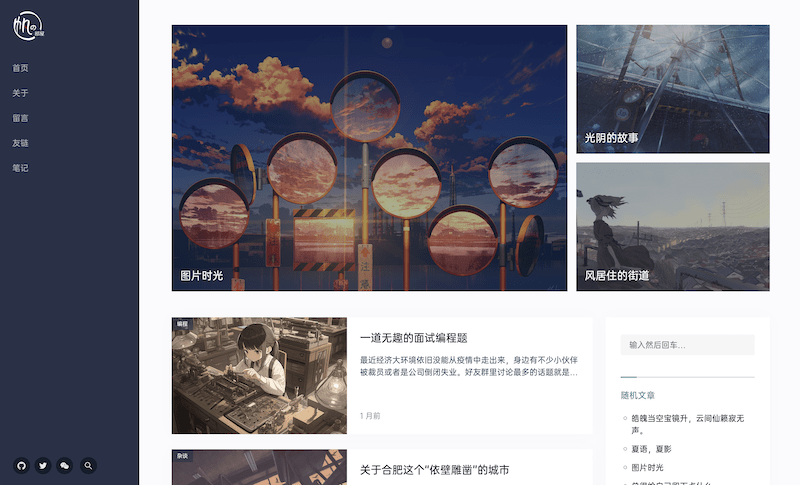 帆の
部屋
首页
关于
留言
友链
笔记
图片时光
光阴的故事
风居住的街道
编程
一道无趣的面试编程题
最近经济大环境依旧没能从疫情中走出来，身边有不少小伙伴
被裁员或者是公司倒闭失业。好友群里讨论最多的话题就是...
1 月前
输入然后回车...
随机文章
皓魄当空宝镜升，云间仙籁寂无
声。
夏语，夏影
图片时光
杂谈
关于合肥这个“依壁雕凿”的城市